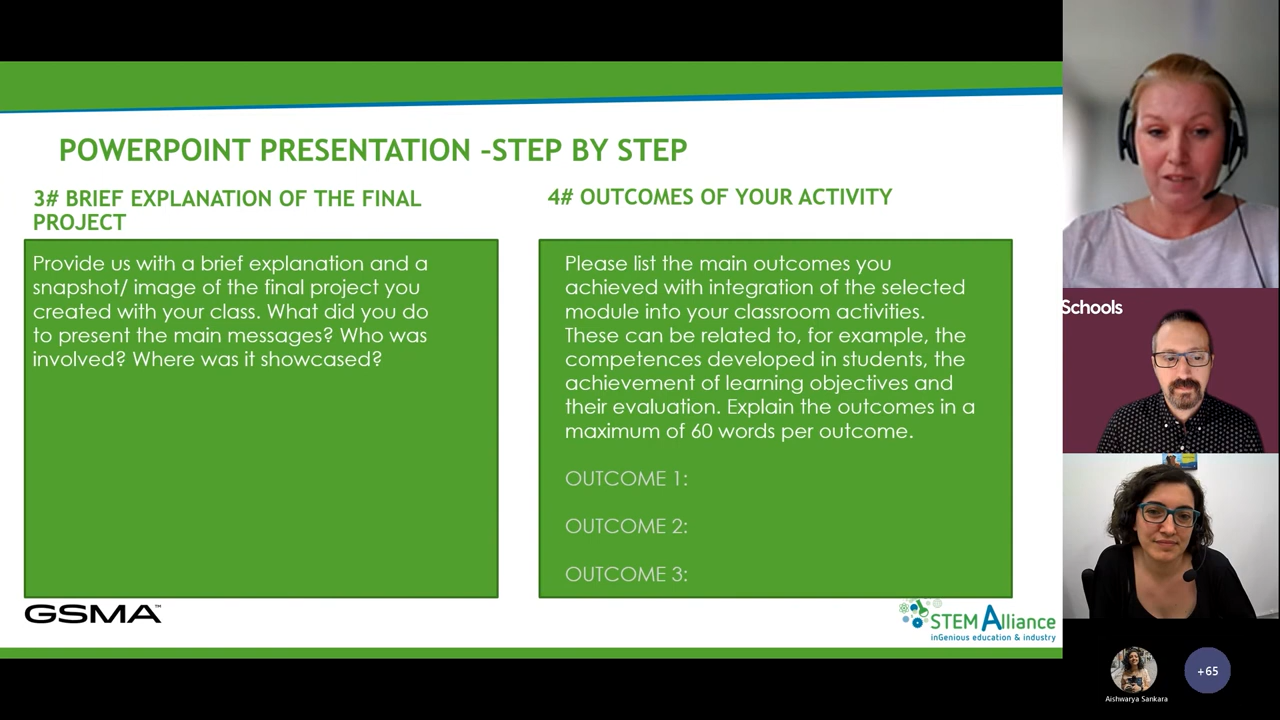 POWERPOINT PRESENTATION -STEP BY STEP
3# BRIEF EXPLANATION OF THE FINAL
PROJECT
Provide us with a brief explanation and a
snapshot/ image of the final project you
created with your class. What did you do
to present the main messages? Who was
involved? Where was it showcased?
4# OUTCOMES OF YOUR ACTIVITY
Please list the main outcomes you
achieved with integration of the selected
module into your classroom activities.
These can be related to, for example, the
competences developed in students, the
achievement of learning objectives and
their evaluation. Explain the outcomes in a
maximum of 60 words per outcome.
OUTCOME 1:
OUTCOME 2:
OUTCOME 3:
GSMA™
STEM Alliance
inGenious education & industry
Schools
Aishwarya Sankara
+65